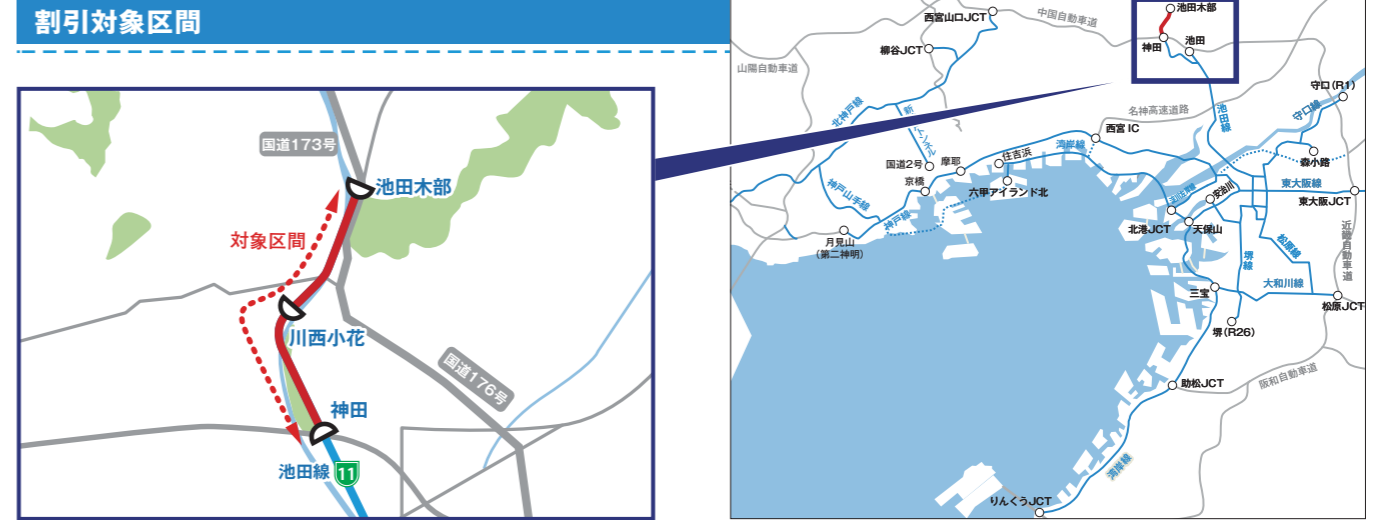 割引対象区間
国道173号
池田木部
対象区間
川西小花
国道176号
神田
池田線
11
西宮山口JCT
中国自動車道
池田木部
神田
池田
柳谷JCT
山陽自動車道
守口(R1)
北神戸線
名神高速道路
池田線
守口線
西宮IC
湾岸線
住吉浜
摩耶
国道2号
京橋
六甲アイランド北
森小路
東大阪線
東大阪JCT
神戸山手線
神戸線
安治川
北港JCT
天保山
月見山
(第二神明)
堺線
松原線
近畿自動車道
大和川線
三宝
松原JCT
堺(R26)
助松JCT
阪和自動車道
湾岸線
りんくうJCT